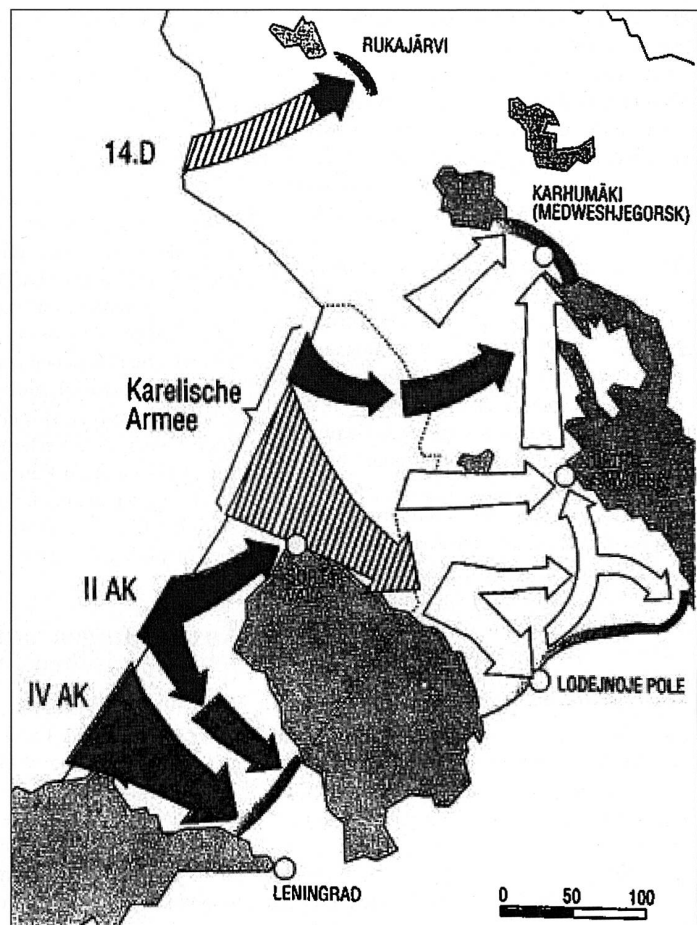 RUKAJÄRVI
14.D
KARHUMÄKI
(MEDWESHJEGORSK)
Karelische
Armee
II AK
IV AK
LODEJNOJE POLE
LENINGRAD
0 50 100